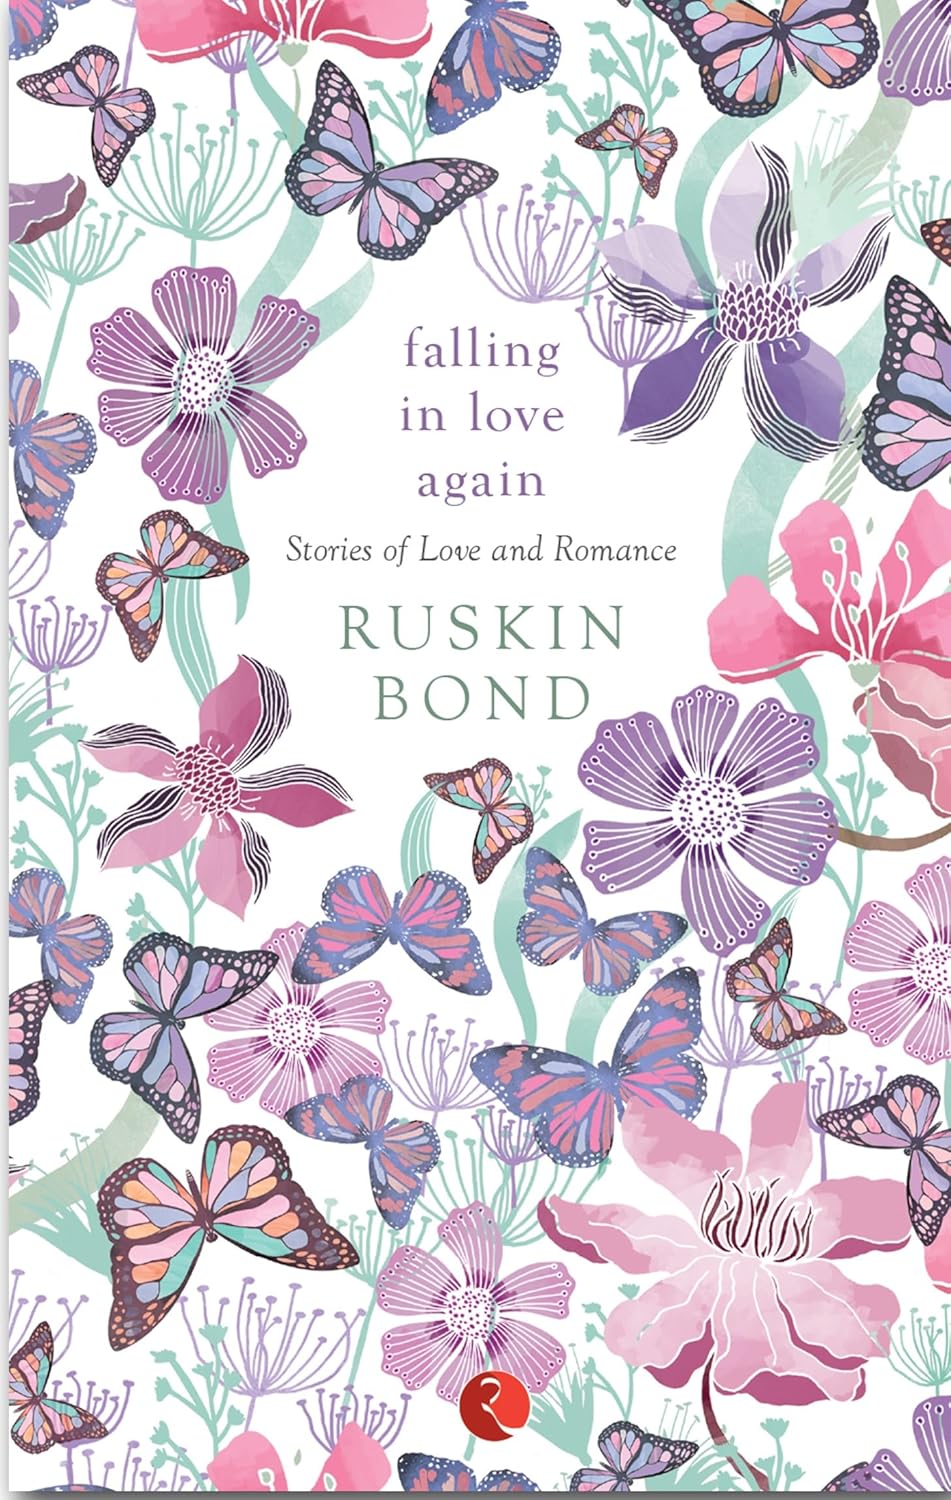 falling
in love
again
Stories of Love and Romance
RUSKIN
BOND